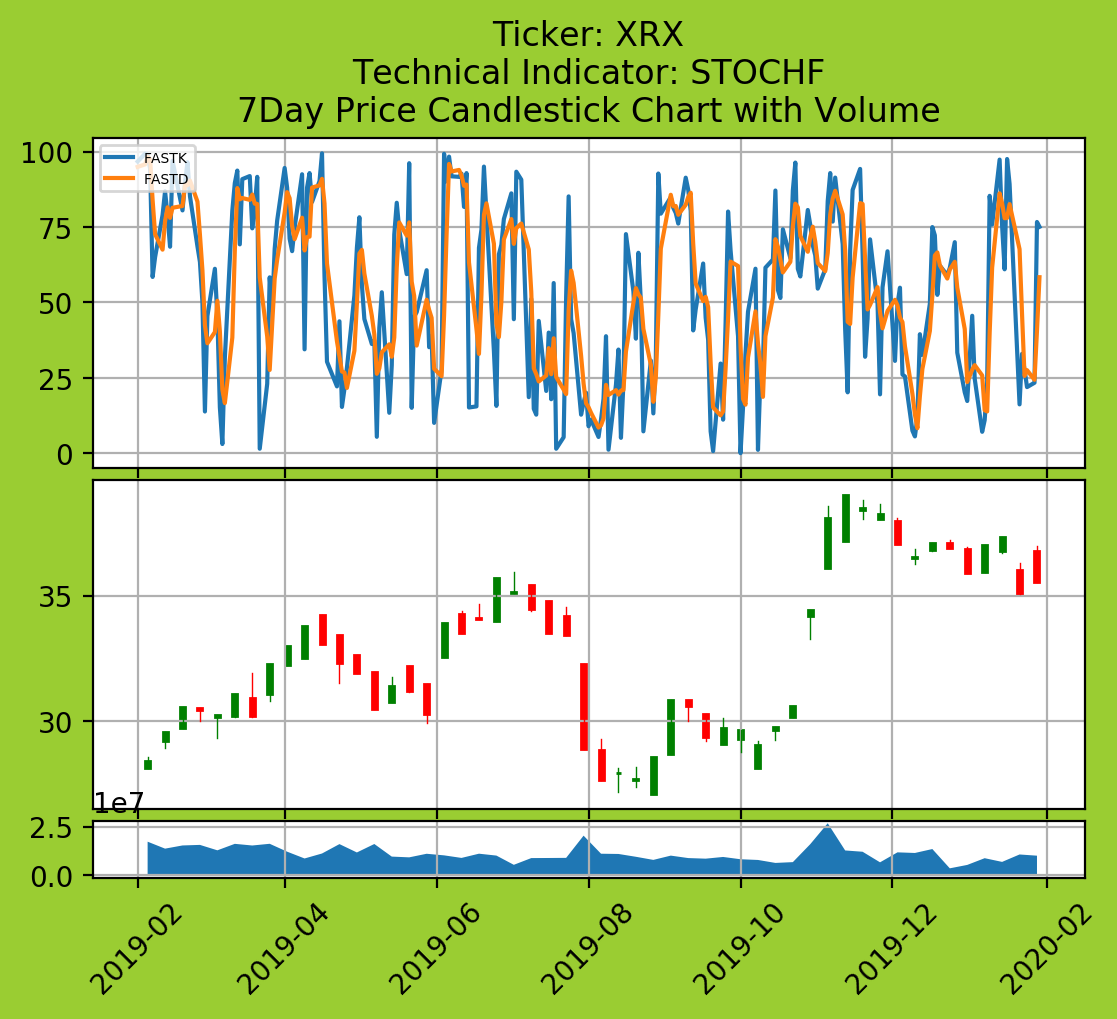 Ticker: XRX
Technical Indicator: STOCHF
7Day Price Candlestick Chart with Volume
100
FASTK
FASTD
75
50
25
0
35
30
1e7
2.5
0.0
2019-02
2019-04
2019-06
2019-08
2019-10
2019-12
2020-02